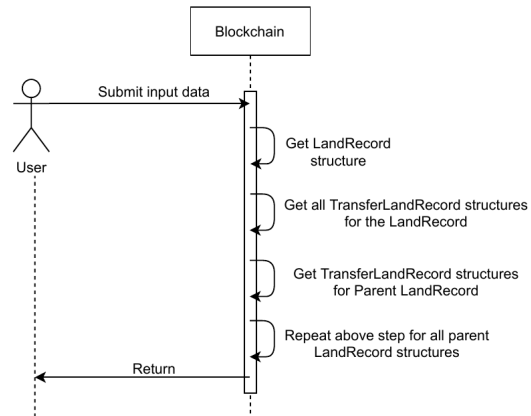 Blockchain
Submit input data
User
Get LandRecord
structure
Get all TransferLandRecord structures
for the LandRecord
Get TransferLandRecord structures
for Parent LandRecord
Repeat above step for all parent
LandRecord structures
Return